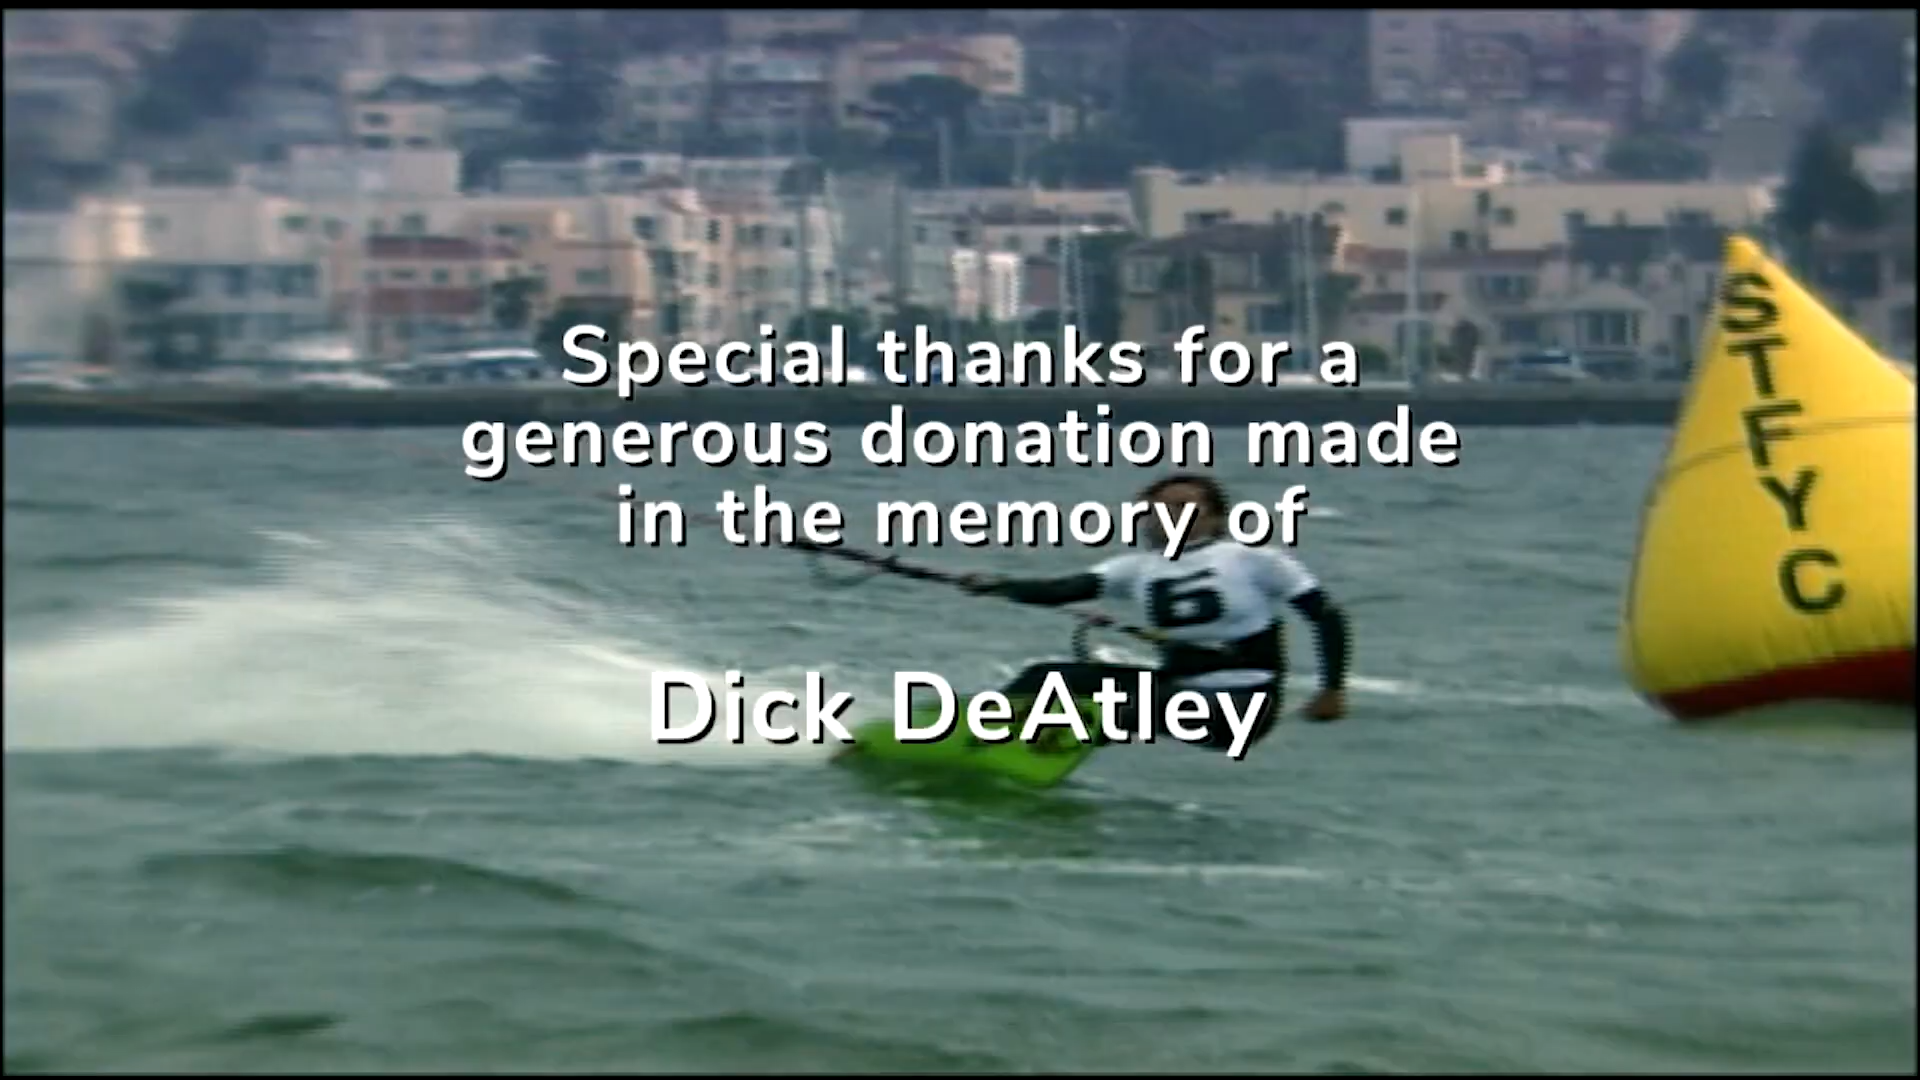 Special thanks for a
generous donation made
in the memory of
Dick DeAtley
6
STFYC